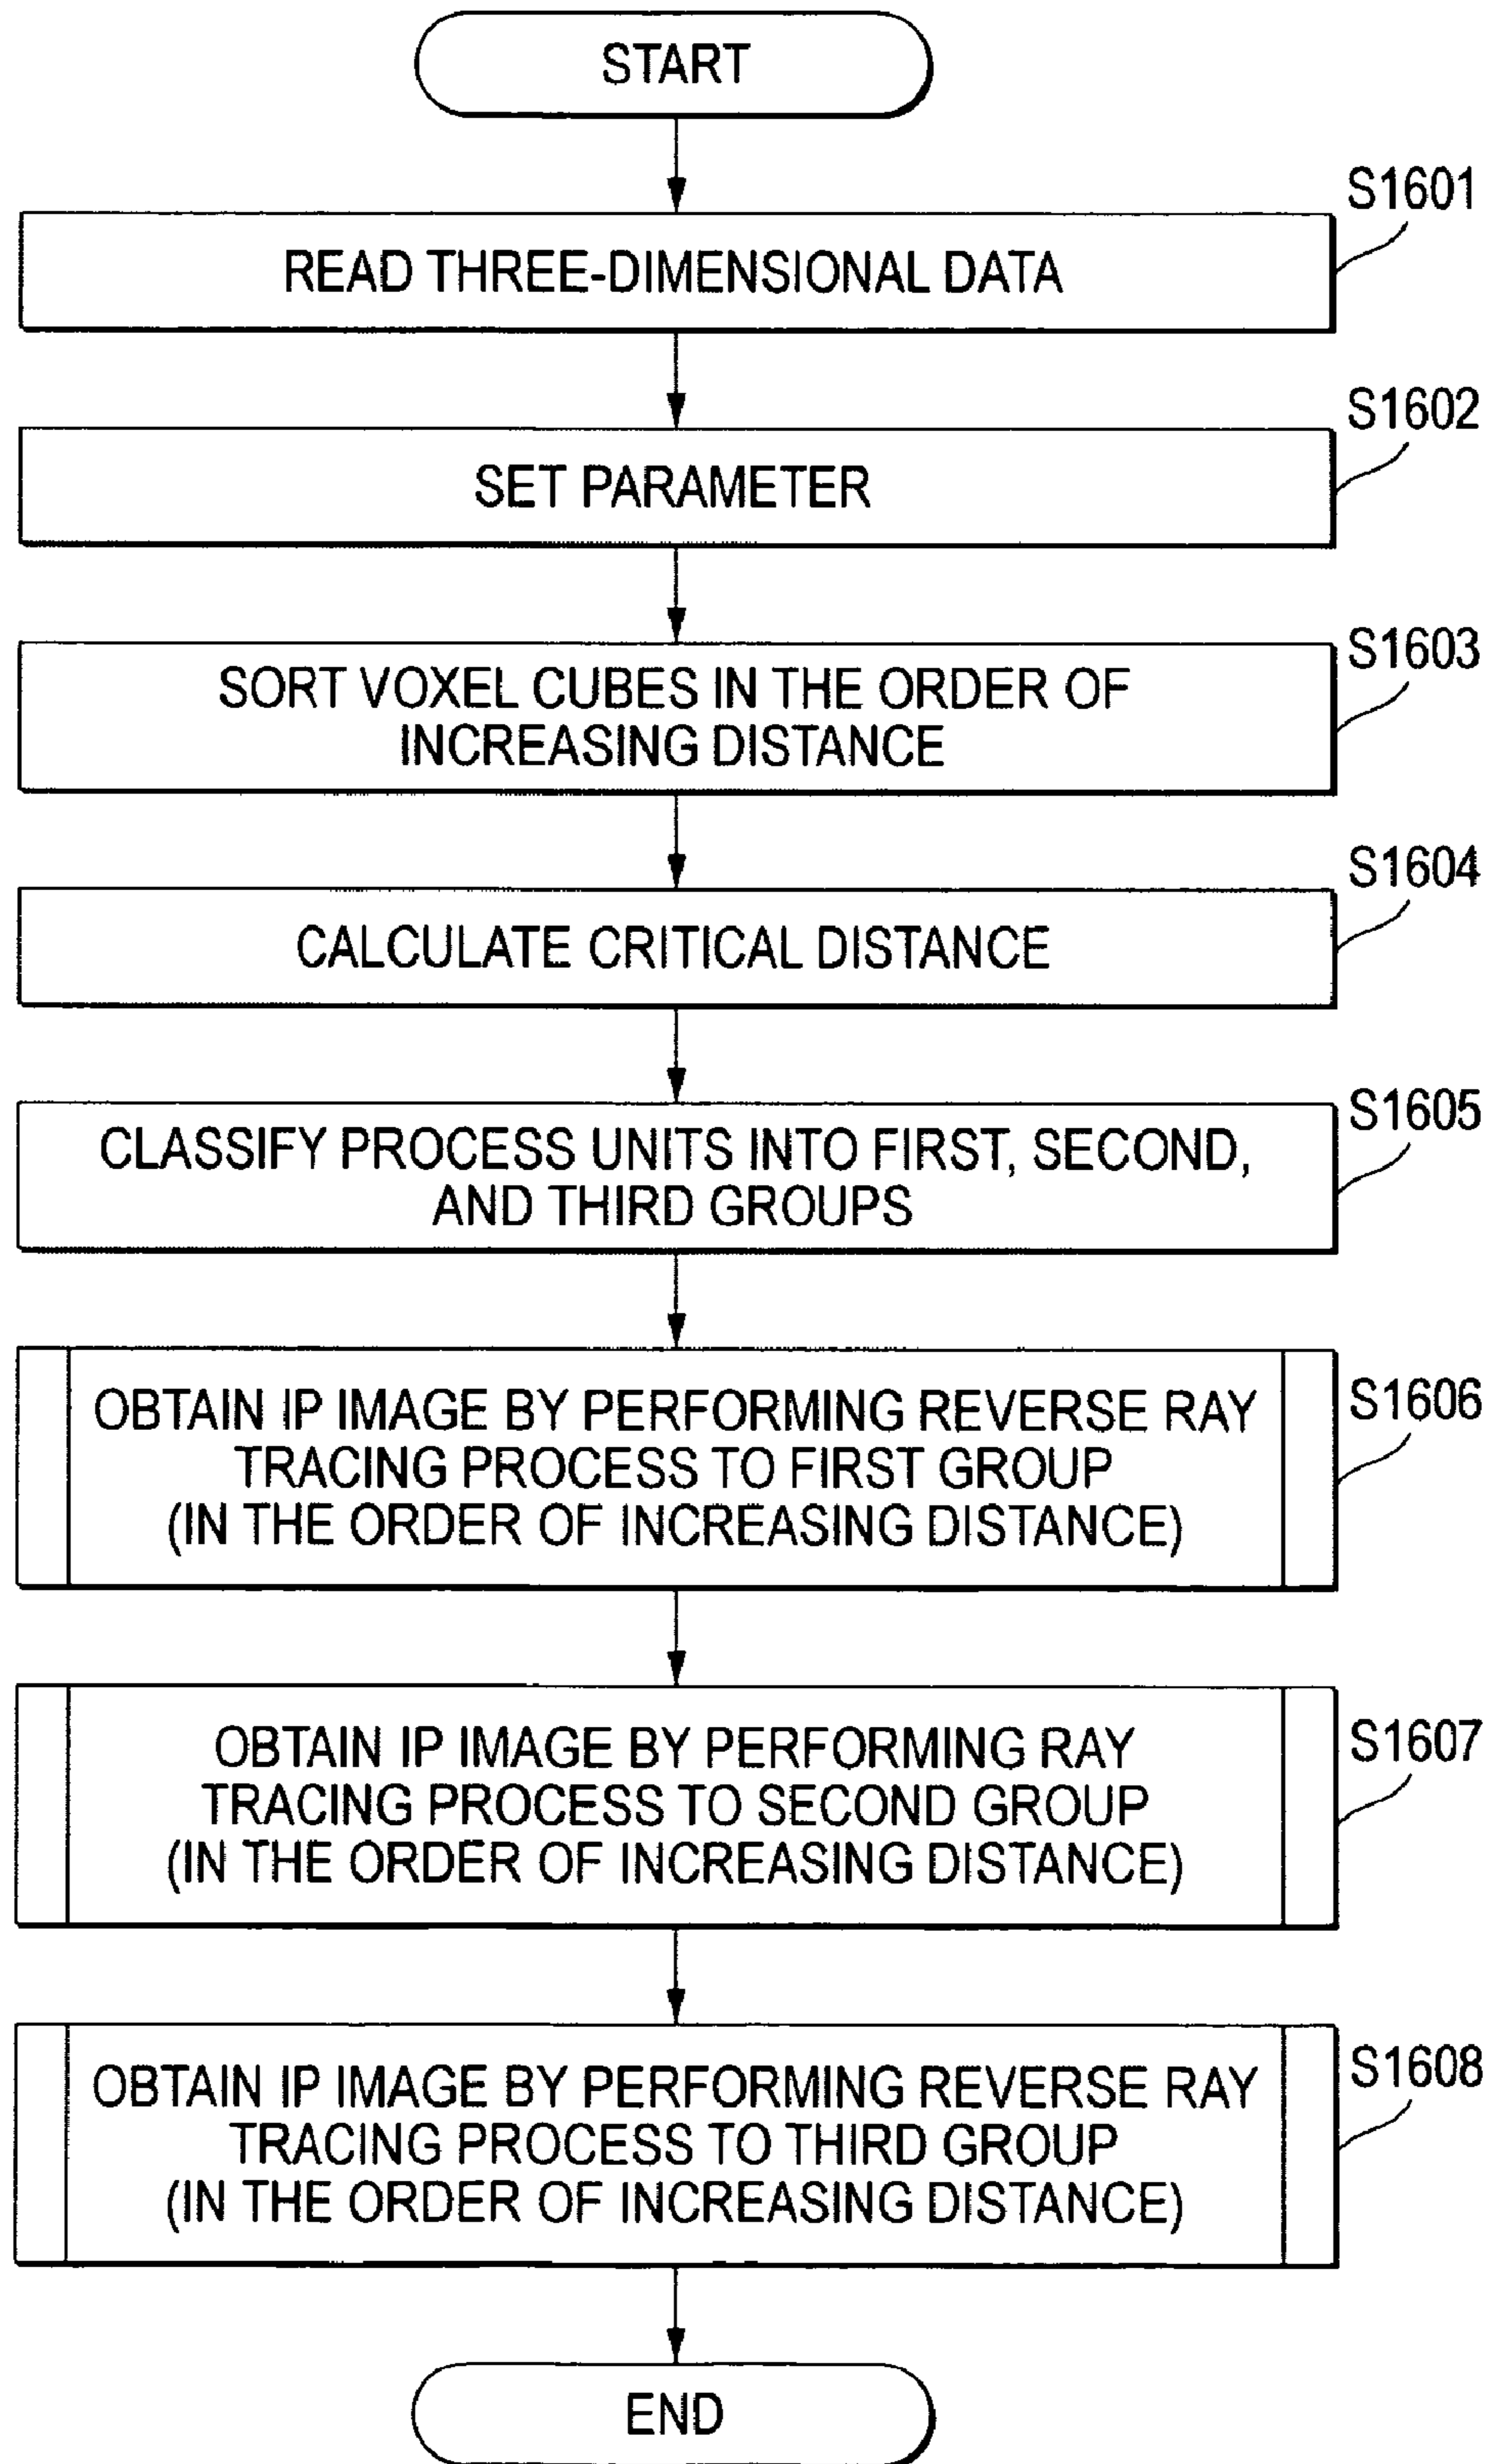 START
S1601
READ THREE-DIMENSIONAL DATA
S1602
SET PARAMETER
S1603
SORT VOXEL CUBES IN THE ORDER OF
INCREASING DISTANCE
S1604
CALCULATE CRITICAL DISTANCE
S1605
CLASSIFY PROCESS UNITS INTO FIRST, SECOND,
AND THIRD GROUPS
S1606
OBTAIN IP IMAGE BY PERFORMING REVERSE RAY
TRACING PROCESS TO FIRST GROUP
(IN THE ORDER OF INCREASING DISTANCE)
S1607
OBTAIN IP IMAGE BY PERFORMING RAY
TRACING PROCESS TO SECOND GROUP
(IN THE ORDER OF INCREASING DISTANCE)
S1608
OBTAIN IP IMAGE BY PERFORMING REVERSE RAY
TRACING PROCESS TO THIRD GROUP
(IN THE ORDER OF INCREASING DISTANCE)
END